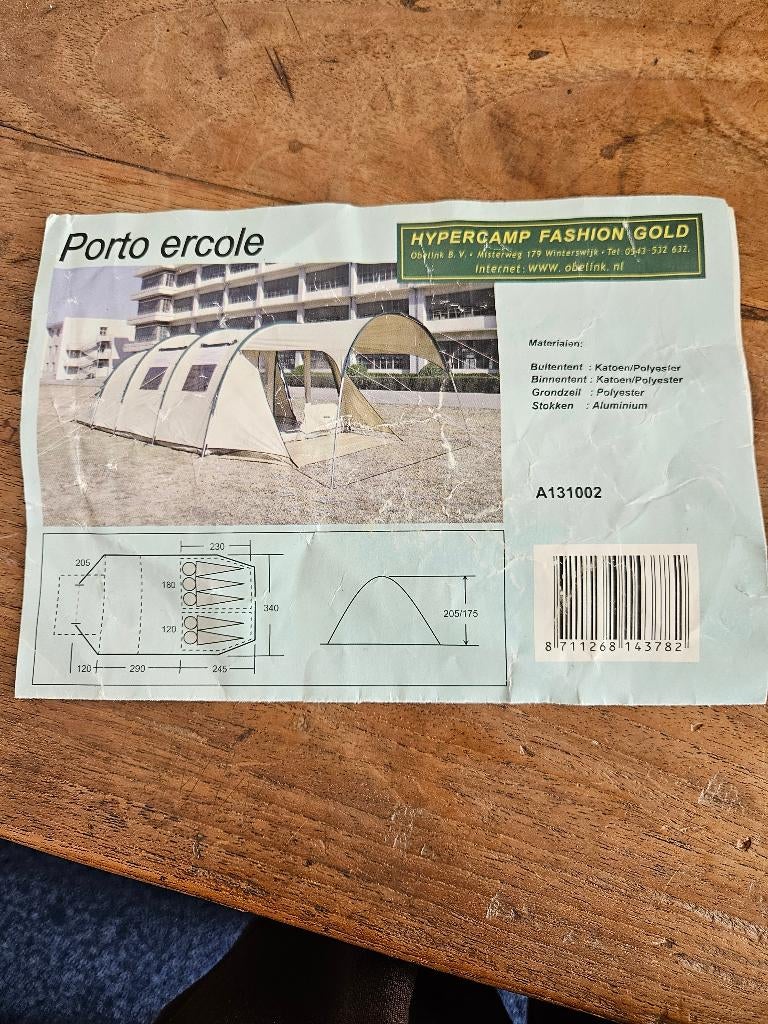 Porto ercole
HYPERCAMP FASHION GOLD
Obelink B.V. • Misterweg 179 Winterswijk • Tel: 0543-532 632.
Internet: www. obelink. nl
Materialen:
Buitentent : Katoen/Polyester
Binnentent : Katoen/Polyester
Grondzeil : Polyester
Stokken : Aluminium
A131002
230
205
180
340
120
120
290
245
205/175
8 711268 143782